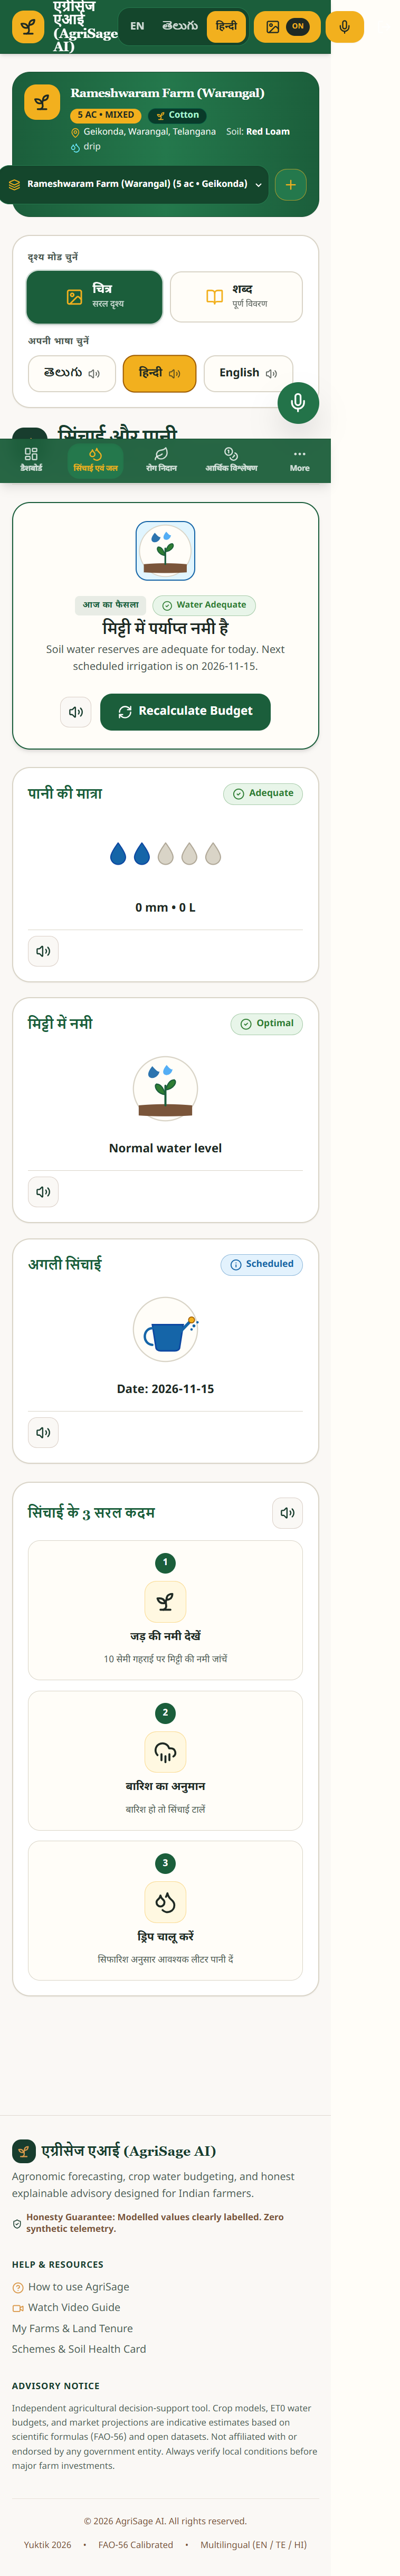 एग्रीसेज
एआई
(AgriSage
AI)
EN తెలుగు हिन्दी ON
Rameshwaram Farm (Warangal)
5 AC • MIXED Cotton
Geikonda, Warangal, Telangana Soil: Red Loam
drip
Rameshwaram Farm (Warangal) (5 ac • Geikonda)
दृश्य मोड चुनें
चित्र
सरल दृश्य
शब्द
पूर्ण विवरण
अपनी भाषा चुनें
తెలుగు हिन्दी English
सिंचाई और पानी
डैशबोर्ड सिंचाई एवं जल रोग निदान आर्थिक विश्लेषण More
आज का फैसला Water Adequate
मिट्टी में पर्याप्त नमी है
Soil water reserves are adequate for today. Next
scheduled irrigation is on 2026-11-15.
Recalculate Budget
पानी की मात्रा Adequate
0 mm • 0 L
मिट्टी में नमी Optimal
Normal water level
अगली सिंचाई Scheduled
Date: 2026-11-15
सिंचाई के 3 सरल कदम
1
जड़ की नमी देखें
10 सेमी गहराई पर मिट्टी की नमी जांचें
2
बारिश का अनुमान
बारिश हो तो सिंचाई टालें
3
ड्रिप चालू करें
सिफारिश अनुसार आवश्यक लीटर पानी दें
एग्रीसेज एआई (AgriSage AI)
Agronomic forecasting, crop water budgeting, and honest
explainable advisory designed for Indian farmers.
Honesty Guarantee: Modelled values clearly labelled. Zero
synthetic telemetry.
HELP & RESOURCES
How to use AgriSage
Watch Video Guide
My Farms & Land Tenure
Schemes & Soil Health Card
ADVISORY NOTICE
Independent agricultural decision-support tool. Crop models, ET0 water
budgets, and market projections are indicative estimates based on
scientific formulas (FAO-56) and open datasets. Not affiliated with or
endorsed by any government entity. Always verify local conditions before
major farm investments.
© 2026 AgriSage AI. All rights reserved.
Yuktik 2026 • FAO-56 Calibrated • Multilingual (EN / TE / HI)